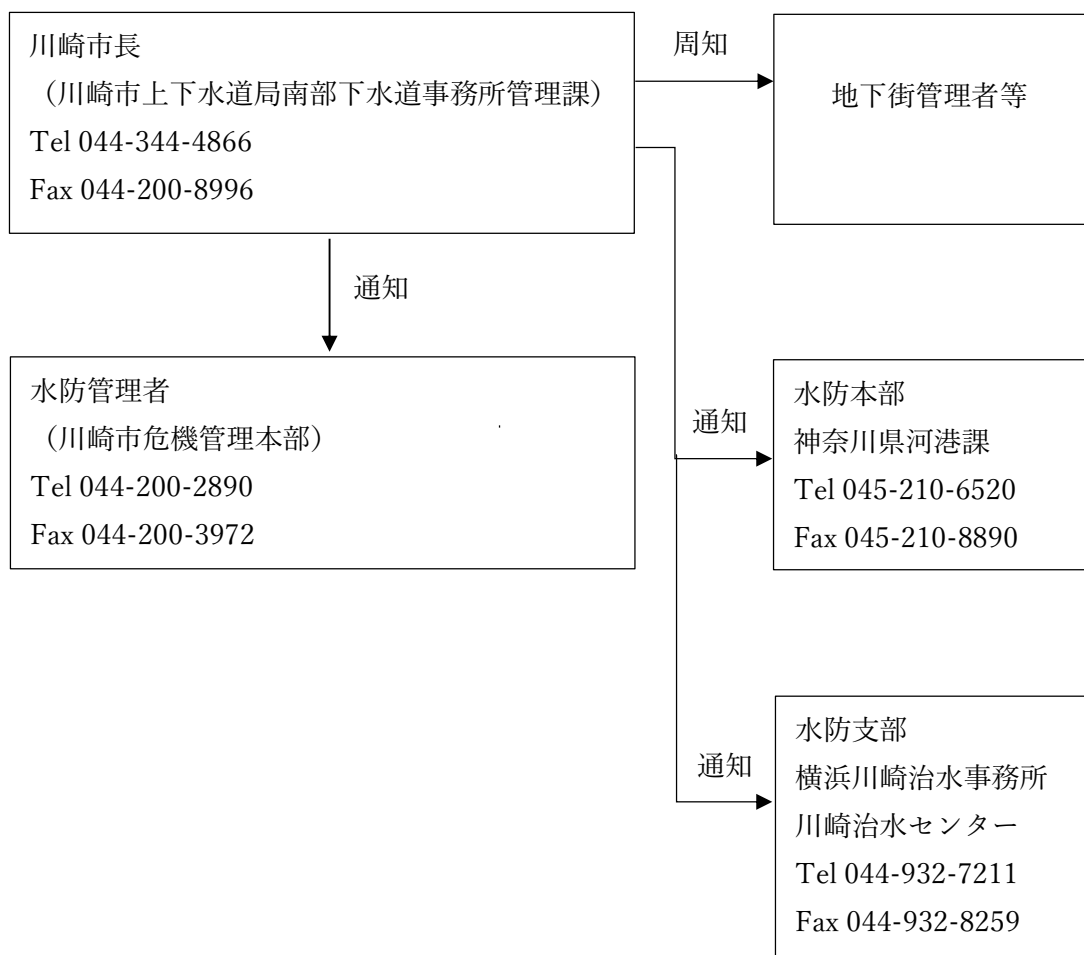 川崎市長
（川崎市上下水道局南部下水道事務所管理課）
Tel 044-344-4866
Fax 044-200-8996
周知
地下街管理者等
通知
水防管理者
（川崎市危機管理本部）
Tel 044-200-2890
Fax 044-200-3972
通知
水防本部
神奈川県河港課
Tel 045-210-6520
Fax 045-210-8890
通知
水防支部
横浜川崎治水事務所
川崎治水センター
Tel 044-932-7211
Fax 044-932-8259